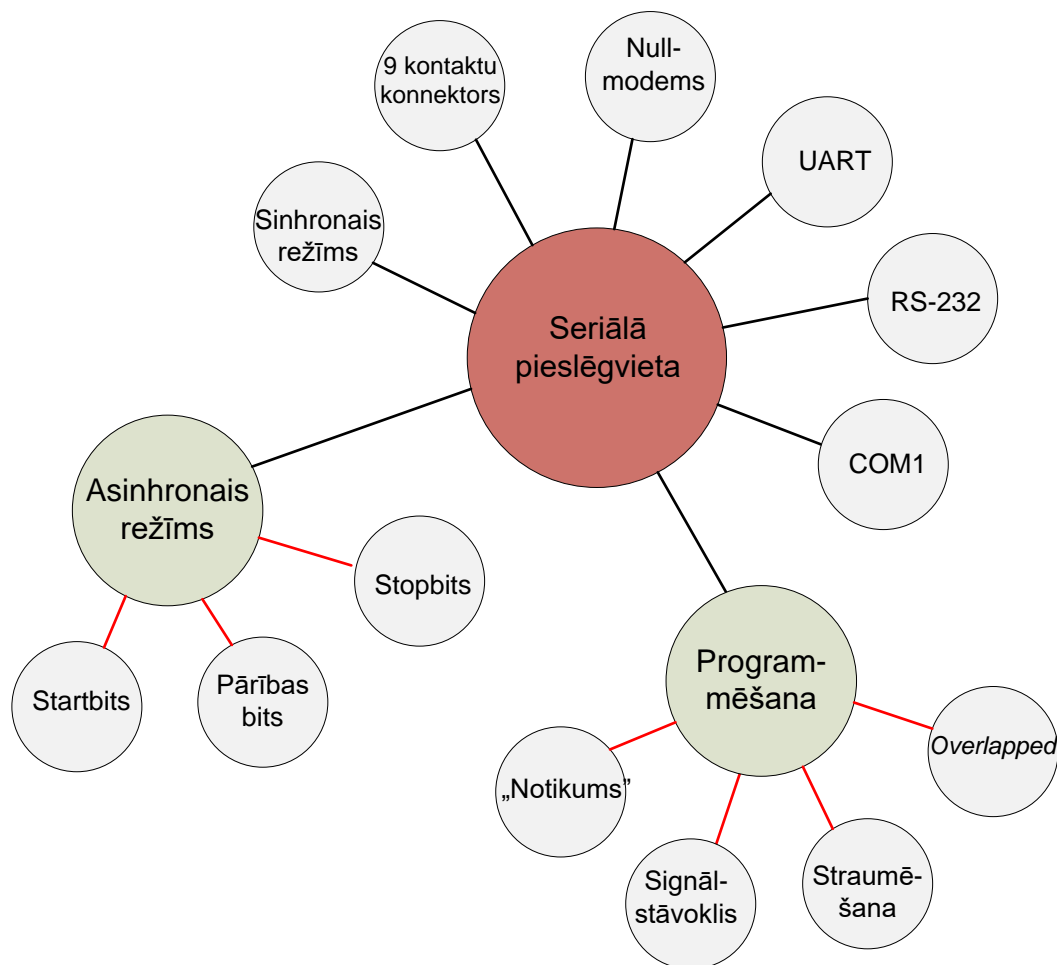 9 kontaktu
konnektors
Null-
modems
UART
Sinhronais
režīms
RS-232
Seriālā
pieslēgvieta
COM1
Asinhronais
režīms
Stopbits
Startbits
Pārības
bits
Program-
mēšana
„Notikums”
Overlapped
Signāl-
stāvoklis
Straumē-
šana